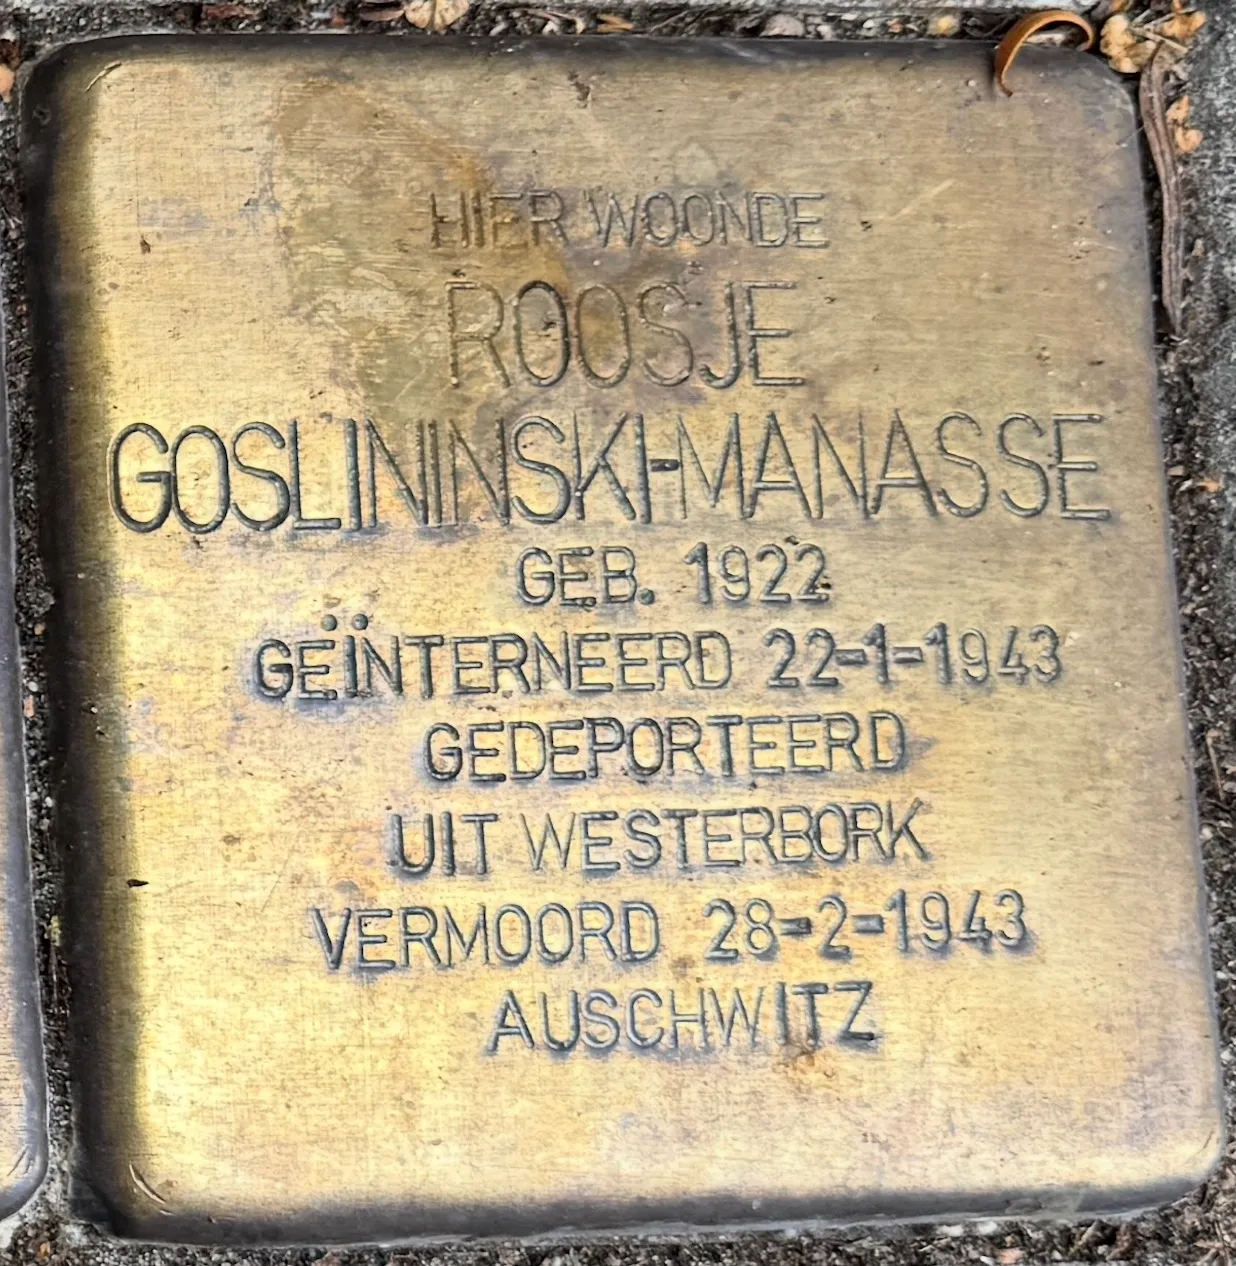 HIER WOONDE
ROOSJE
GOSLININSKI-MANASSE
GEB. 1922
GEÏNTERNEERD 22-1-1943
GEDEPORTEERD
UIT WESTERBORK
VERMOORD 28-2-1943
AUSCHWITZ